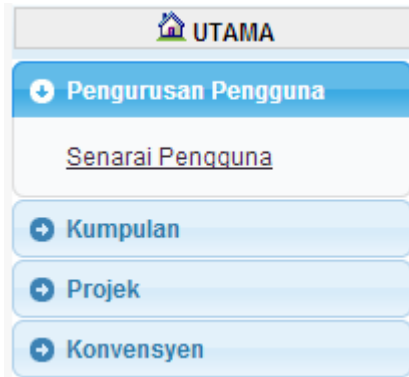 UTAMA
Pengurusan Pengguna
Senarai Pengguna
Kumpulan
Projek
Konvensyen